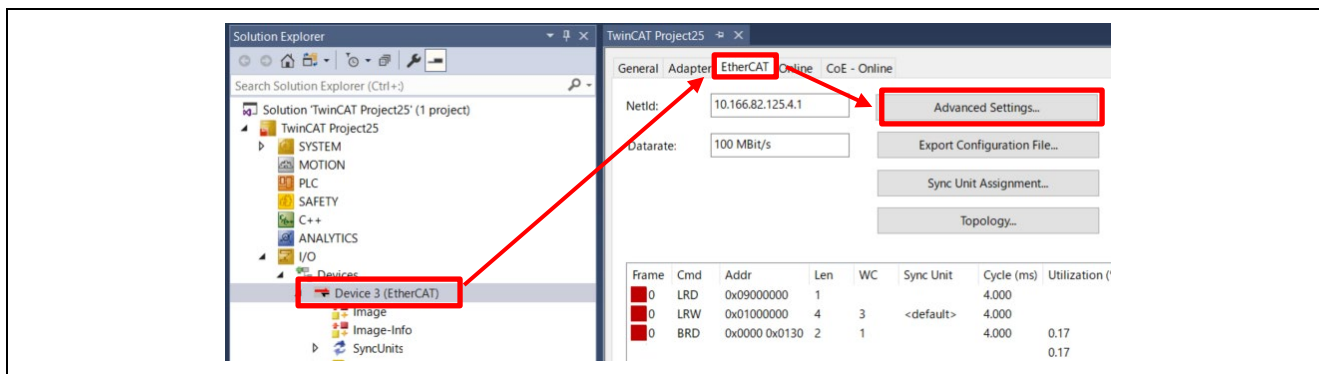 Solution Explorer
Search Solution Explorer (Ctrl+:)
Solution 'TwinCAT Project25' (1 project)
TwinCAT Project25
SYSTEM
MOTION
PLC
SAFETY
C++
ANALYTICS
I/O
Devices
Device 3 (EtherCAT)
Image
Image-Info
SyncUnits
TwinCAT Project25
General Adapter EtherCAT Online CoE - Online
NetId: 10.166.82.125.4.1 Advanced Settings...
Datarate: 100 MBit/s Export Configuration File...
Sync Unit Assignment...
Topology...
Frame Cmd Addr Len WC Sync Unit Cycle (ms) Utilization (
0 LRD 0x09000000 1 4.000
0 LRW 0x01000000 4 3 <default> 4.000
0 BRD 0x0000 0x0130 2 1 4.000 0.17
0.17